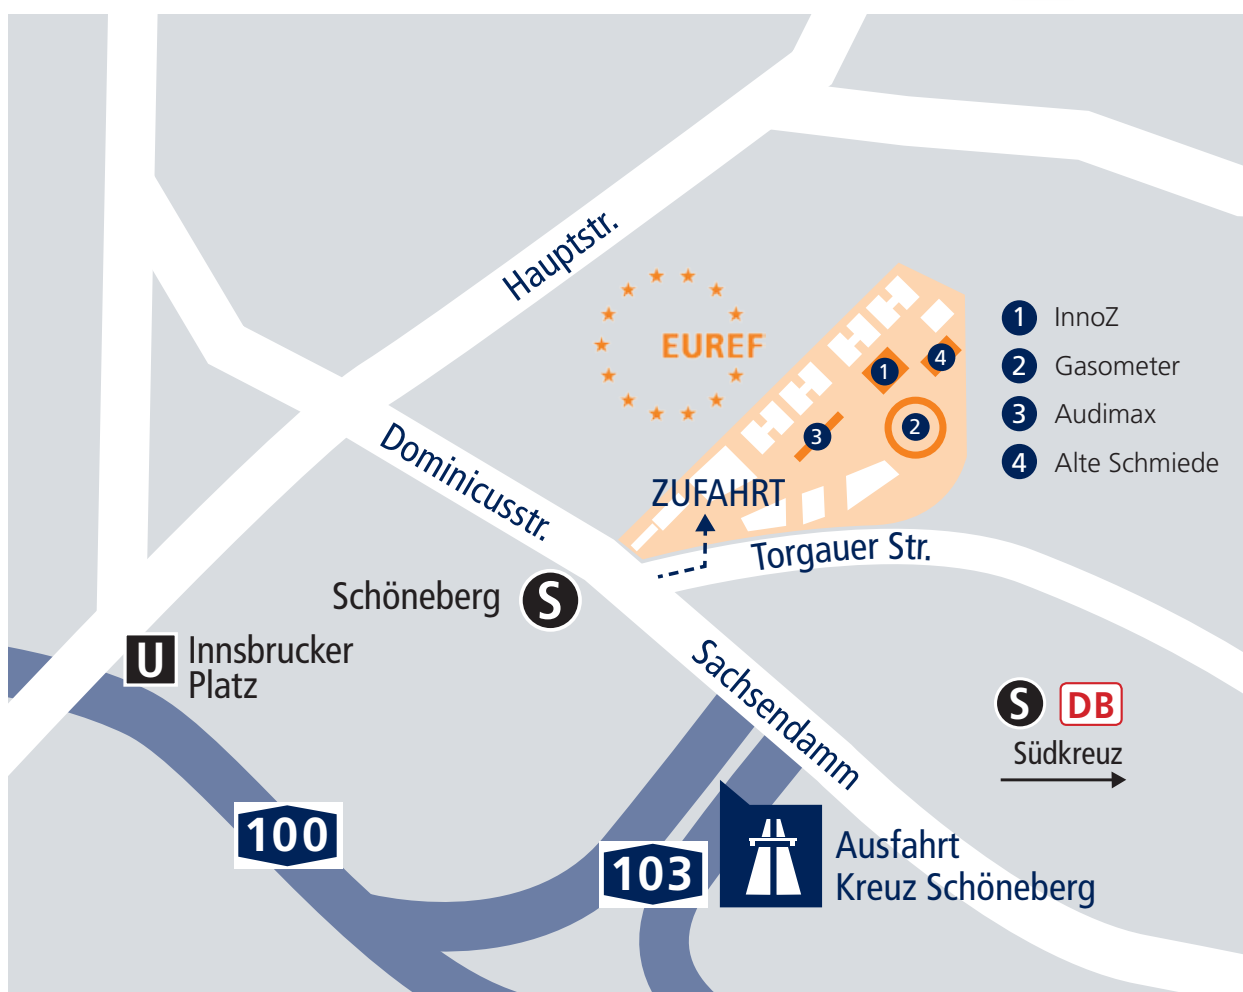 Hauptstr.
EUREF
1 InnoZ
2 Gasometer
3 Audimax
4 Alte Schmiede
4
1
2
3
Dominicusstr.
ZUFAHRT
Torgauer Str.
Schöneberg S
U Innsbrucker
Platz
Sachsendamm
S DB
Südkreuz
100
103
Ausfahrt
Kreuz Schöneberg